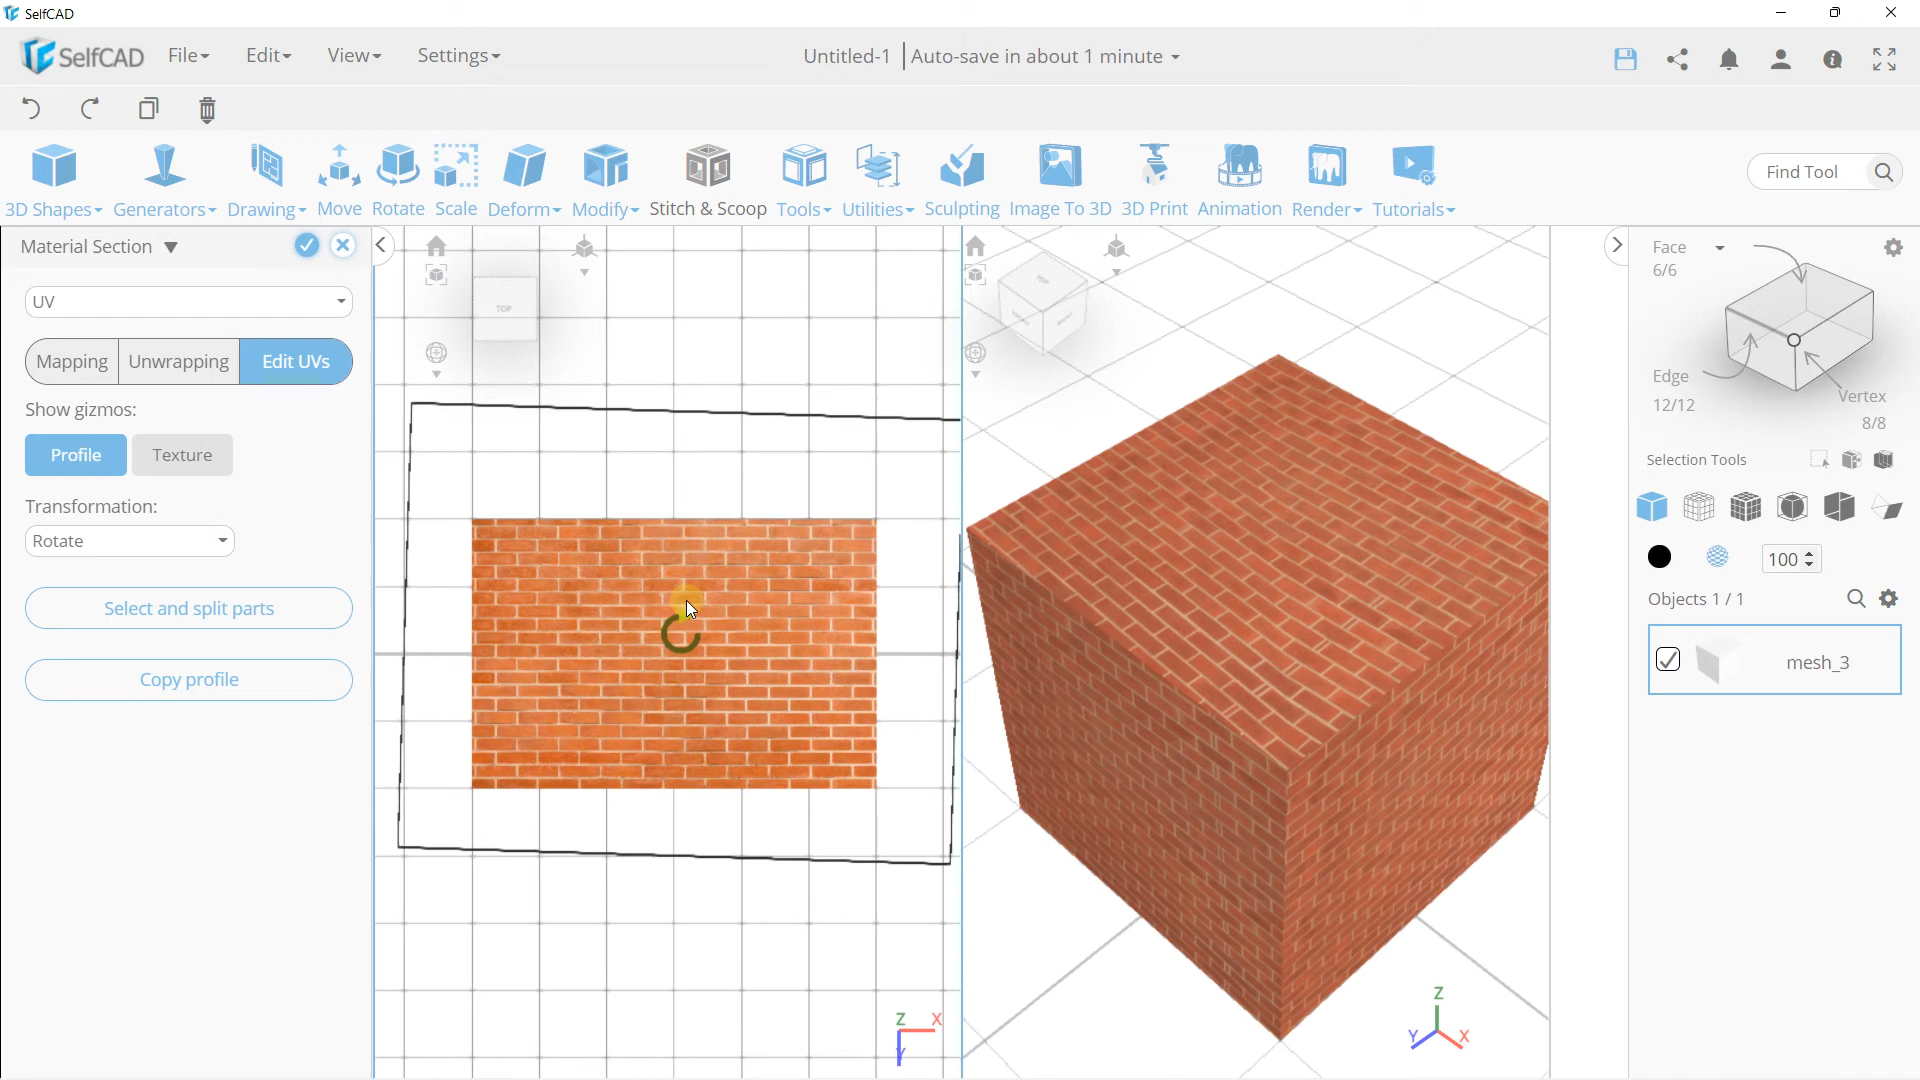 SelfCAD
SelfCAD File Edit View Settings Untitled-1 Auto-save in about 1 minute
3D Shapes Generators Drawing Move Rotate Scale Deform Modify Stitch & Scoop Tools Utilities Sculpting Image To 3D 3D Print Animation Render Tutorials Find Tool
Material Section
UV
Mapping Unwrapping Edit UVs
Show gizmos:
Profile Texture
Transformation:
Rotate
Select and split parts
Copy profile
TOP
Z X
Y
TOP
Z
Y X
Face
6/6
Edge
12/12
Vertex
8/8
Selection Tools
100
Objects 1 / 1
mesh_3